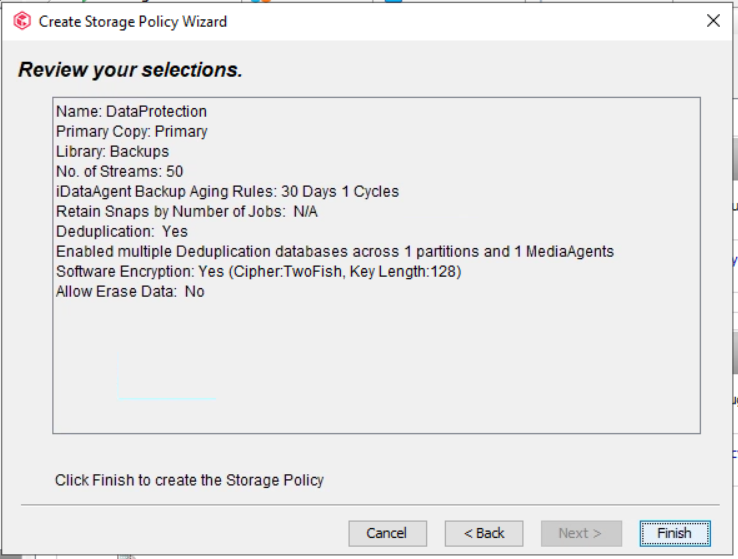 Create Storage Policy Wizard
Review your selections.
Name: DataProtection
Primary Copy: Primary
Library: Backups
No. of Streams: 50
iDataAgent Backup Aging Rules: 30 Days 1 Cycles
Retain Snaps by Number of Jobs: N/A
Deduplication: Yes
Enabled multiple Deduplication databases across 1 partitions and 1 MediaAgents
Software Encryption: Yes (Cipher:TwoFish, Key Length:128)
Allow Erase Data: No
Click Finish to create the Storage Policy
Cancel
< Back
Next >
Finish